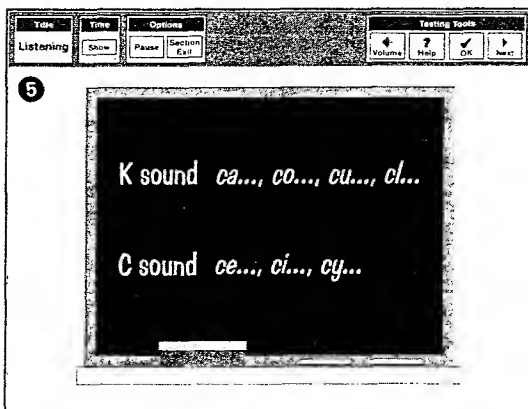 Title Time Options Testing Tools
Listening Show Pause Section Exit Volume ? Help OK Next
5
K sound ca..., co..., cu..., cl...
C sound ce..., ci..., cy...